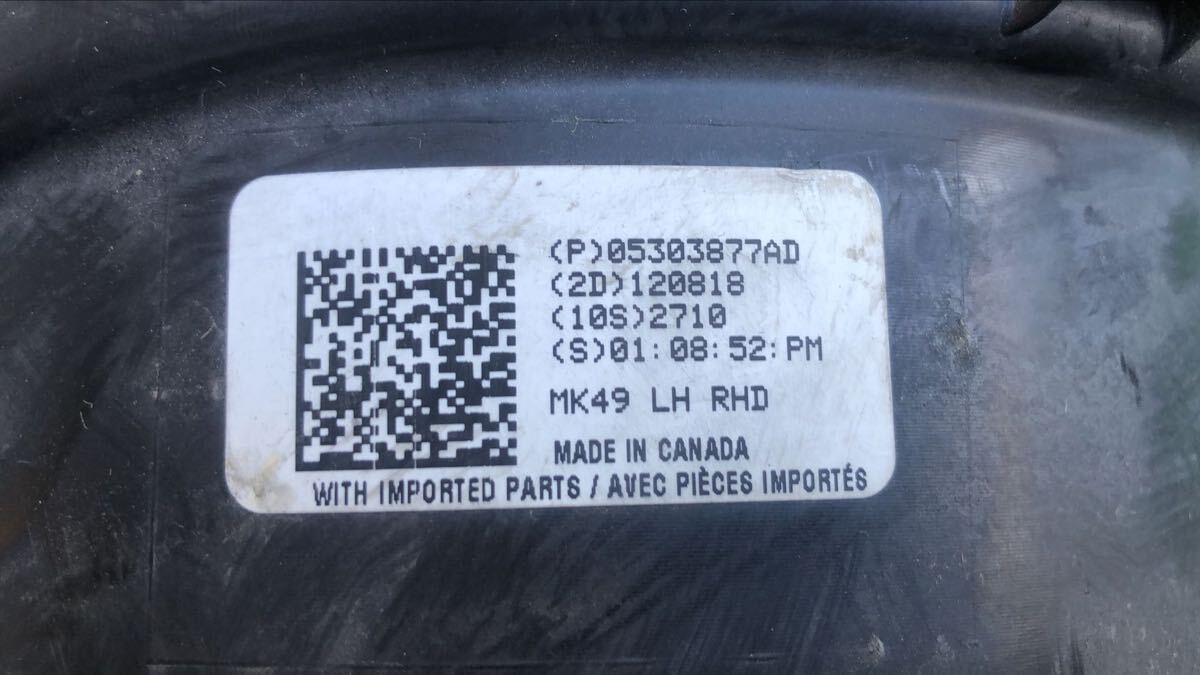 (P)05303877AD
(2D)120818
(10S)2710
(S)01:08:52:PM
MK49 LH RHD
MADE IN CANADA
WITH IMPORTED PARTS / AVEC PIÈCES IMPORTÉS